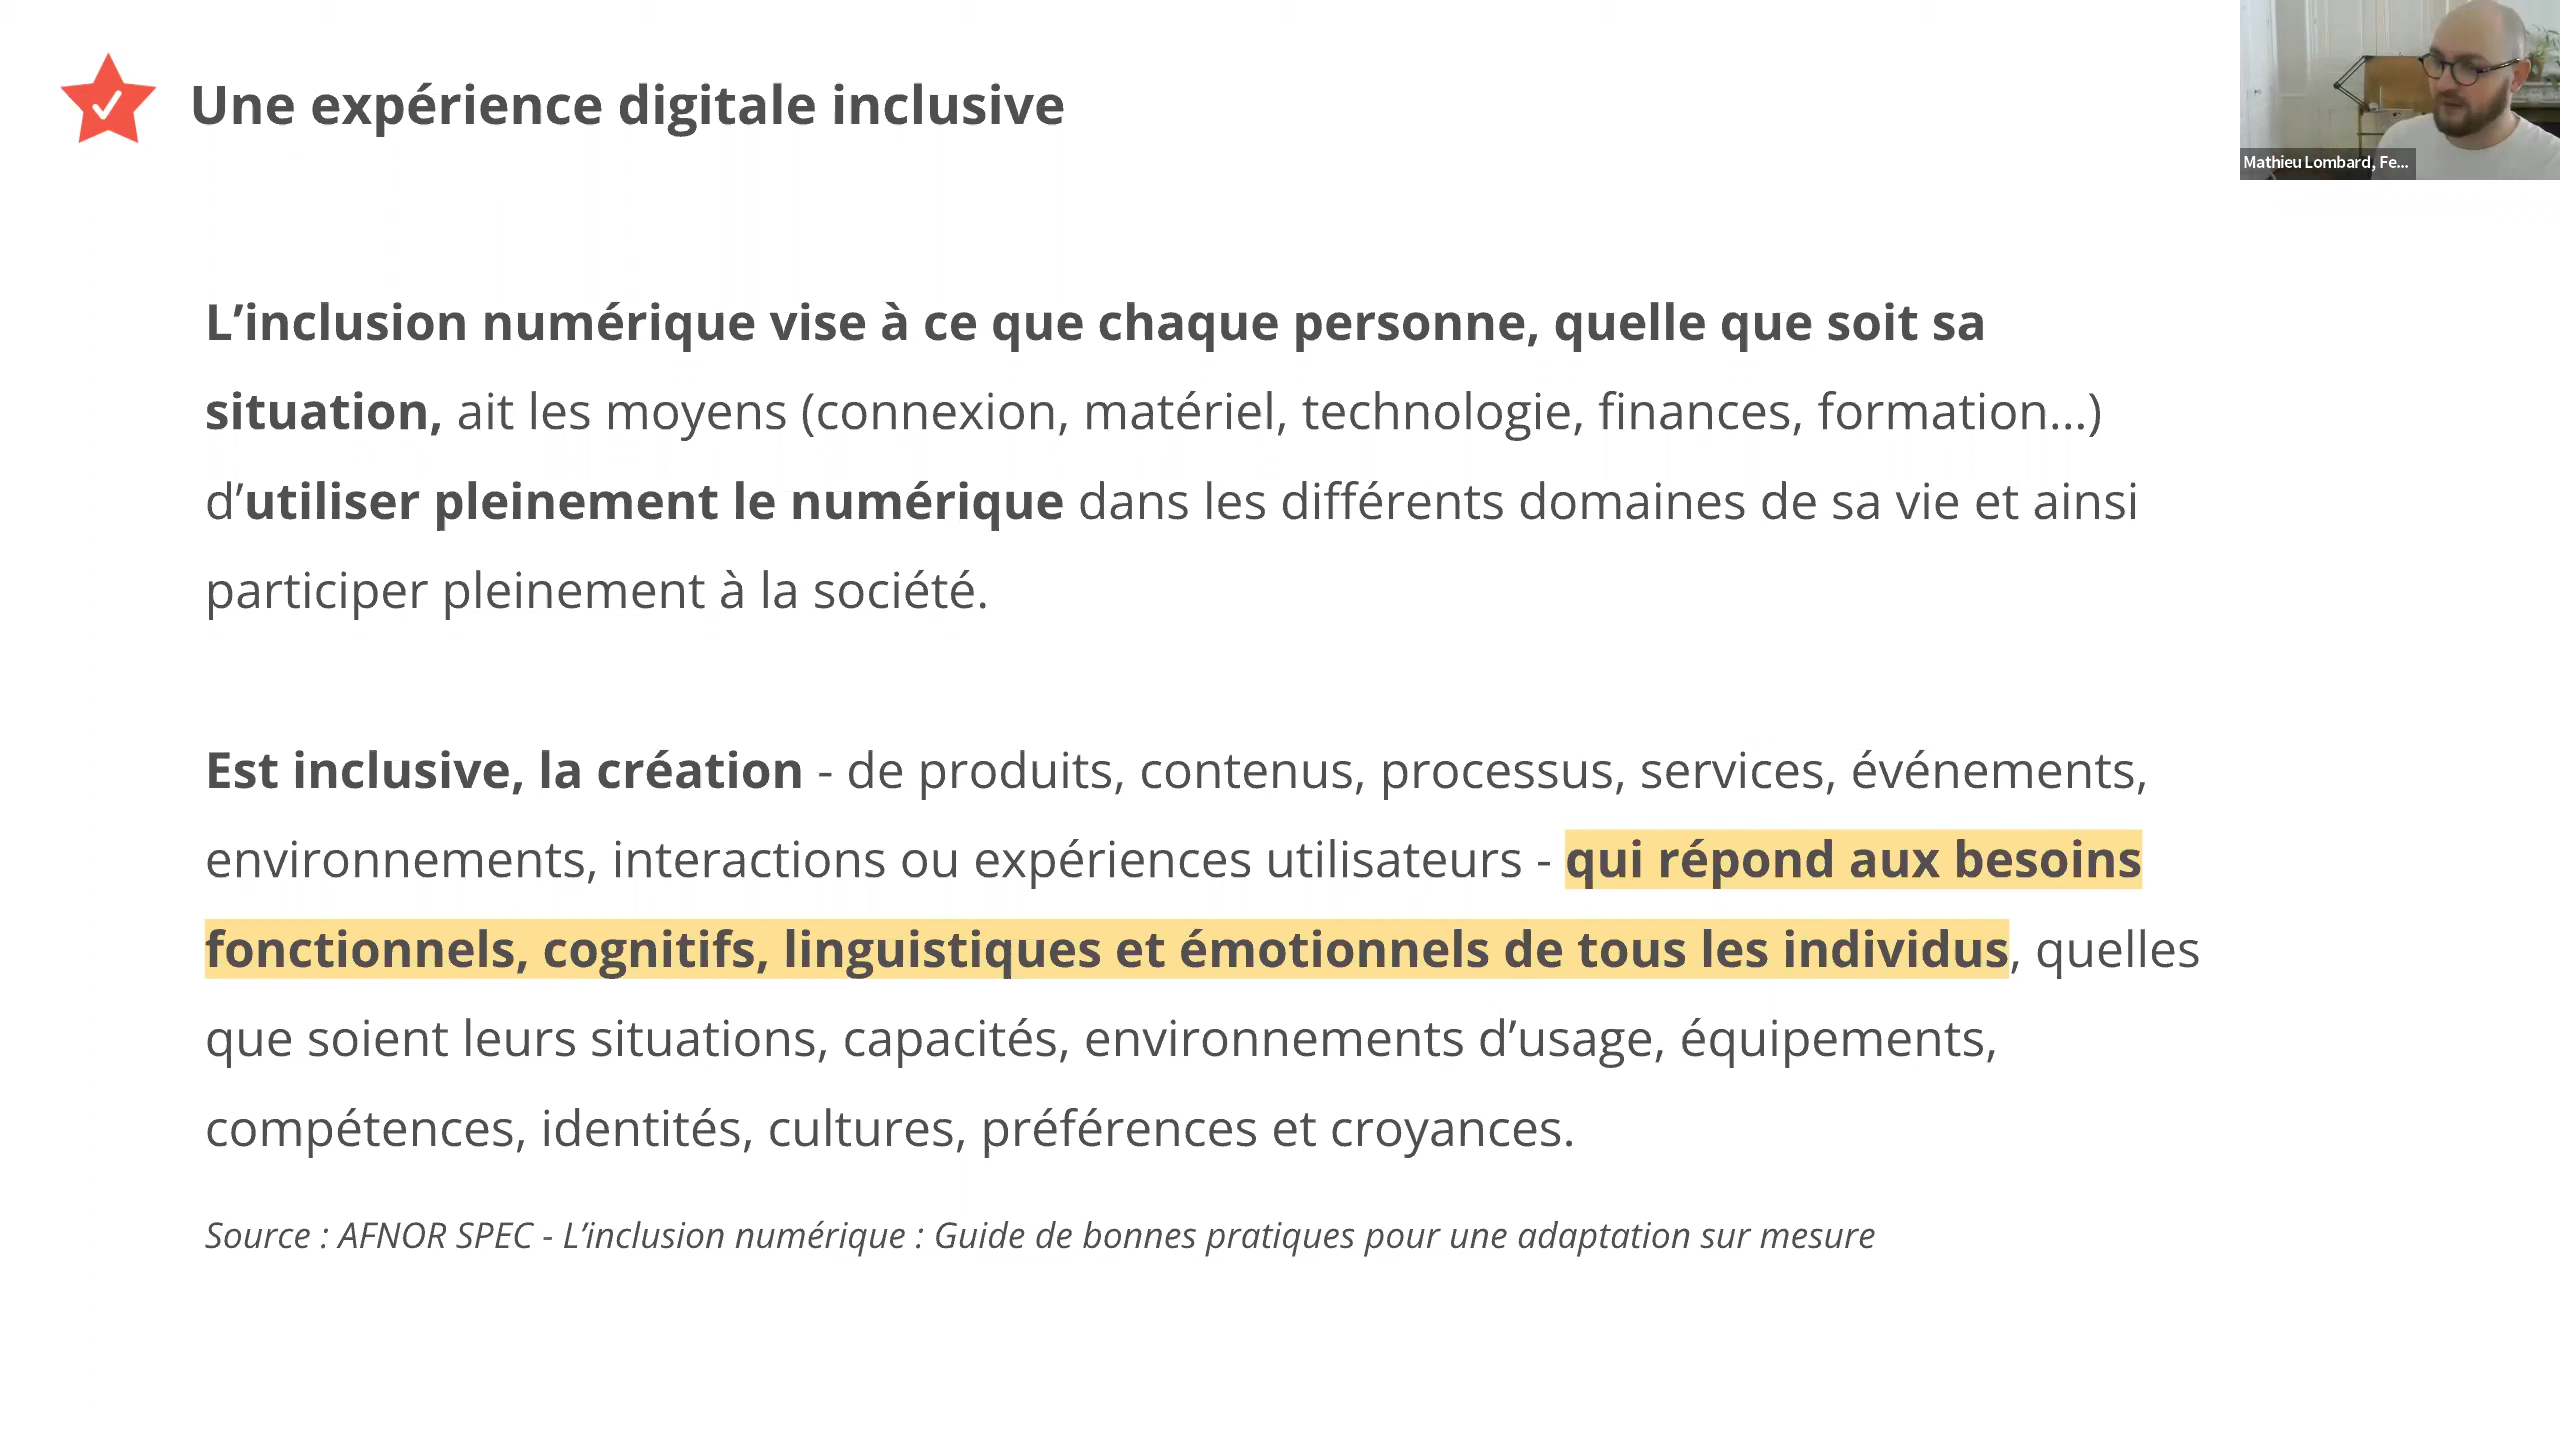 Une expérience digitale inclusive
Mathieu Lombard, Fe...
L’inclusion numérique vise à ce que chaque personne, quelle que soit sa
situation, ait les moyens (connexion, matériel, technologie, finances, formation...)
d’utiliser pleinement le numérique dans les différents domaines de sa vie et ainsi
participer pleinement à la société.
Est inclusive, la création - de produits, contenus, processus, services, événements,
environnements, interactions ou expériences utilisateurs - qui répond aux besoins
fonctionnels, cognitifs, linguistiques et émotionnels de tous les individus, quelles
que soient leurs situations, capacités, environnements d’usage, équipements,
compétences, identités, cultures, préférences et croyances.
Source : AFNOR SPEC - L’inclusion numérique : Guide de bonnes pratiques pour une adaptation sur mesure